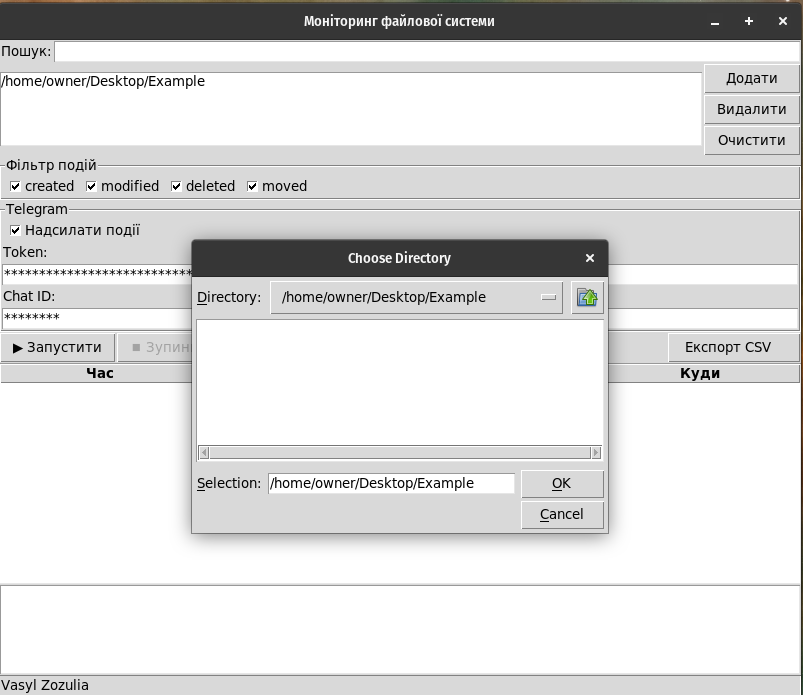 Моніторинг файлової системи
Пошук:
/home/owner/Desktop/Example
Додати
Видалити
Очистити
Фільтр подій
created modified deleted moved
Telegram
Надсилати події
Token:
***************************
Chat ID:
********
▶ Запустити
Експорт CSV
Час Куди
Choose Directory
Directory: /home/owner/Desktop/Example
Selection: /home/owner/Desktop/Example
OK
Cancel
Vasyl Zozulia